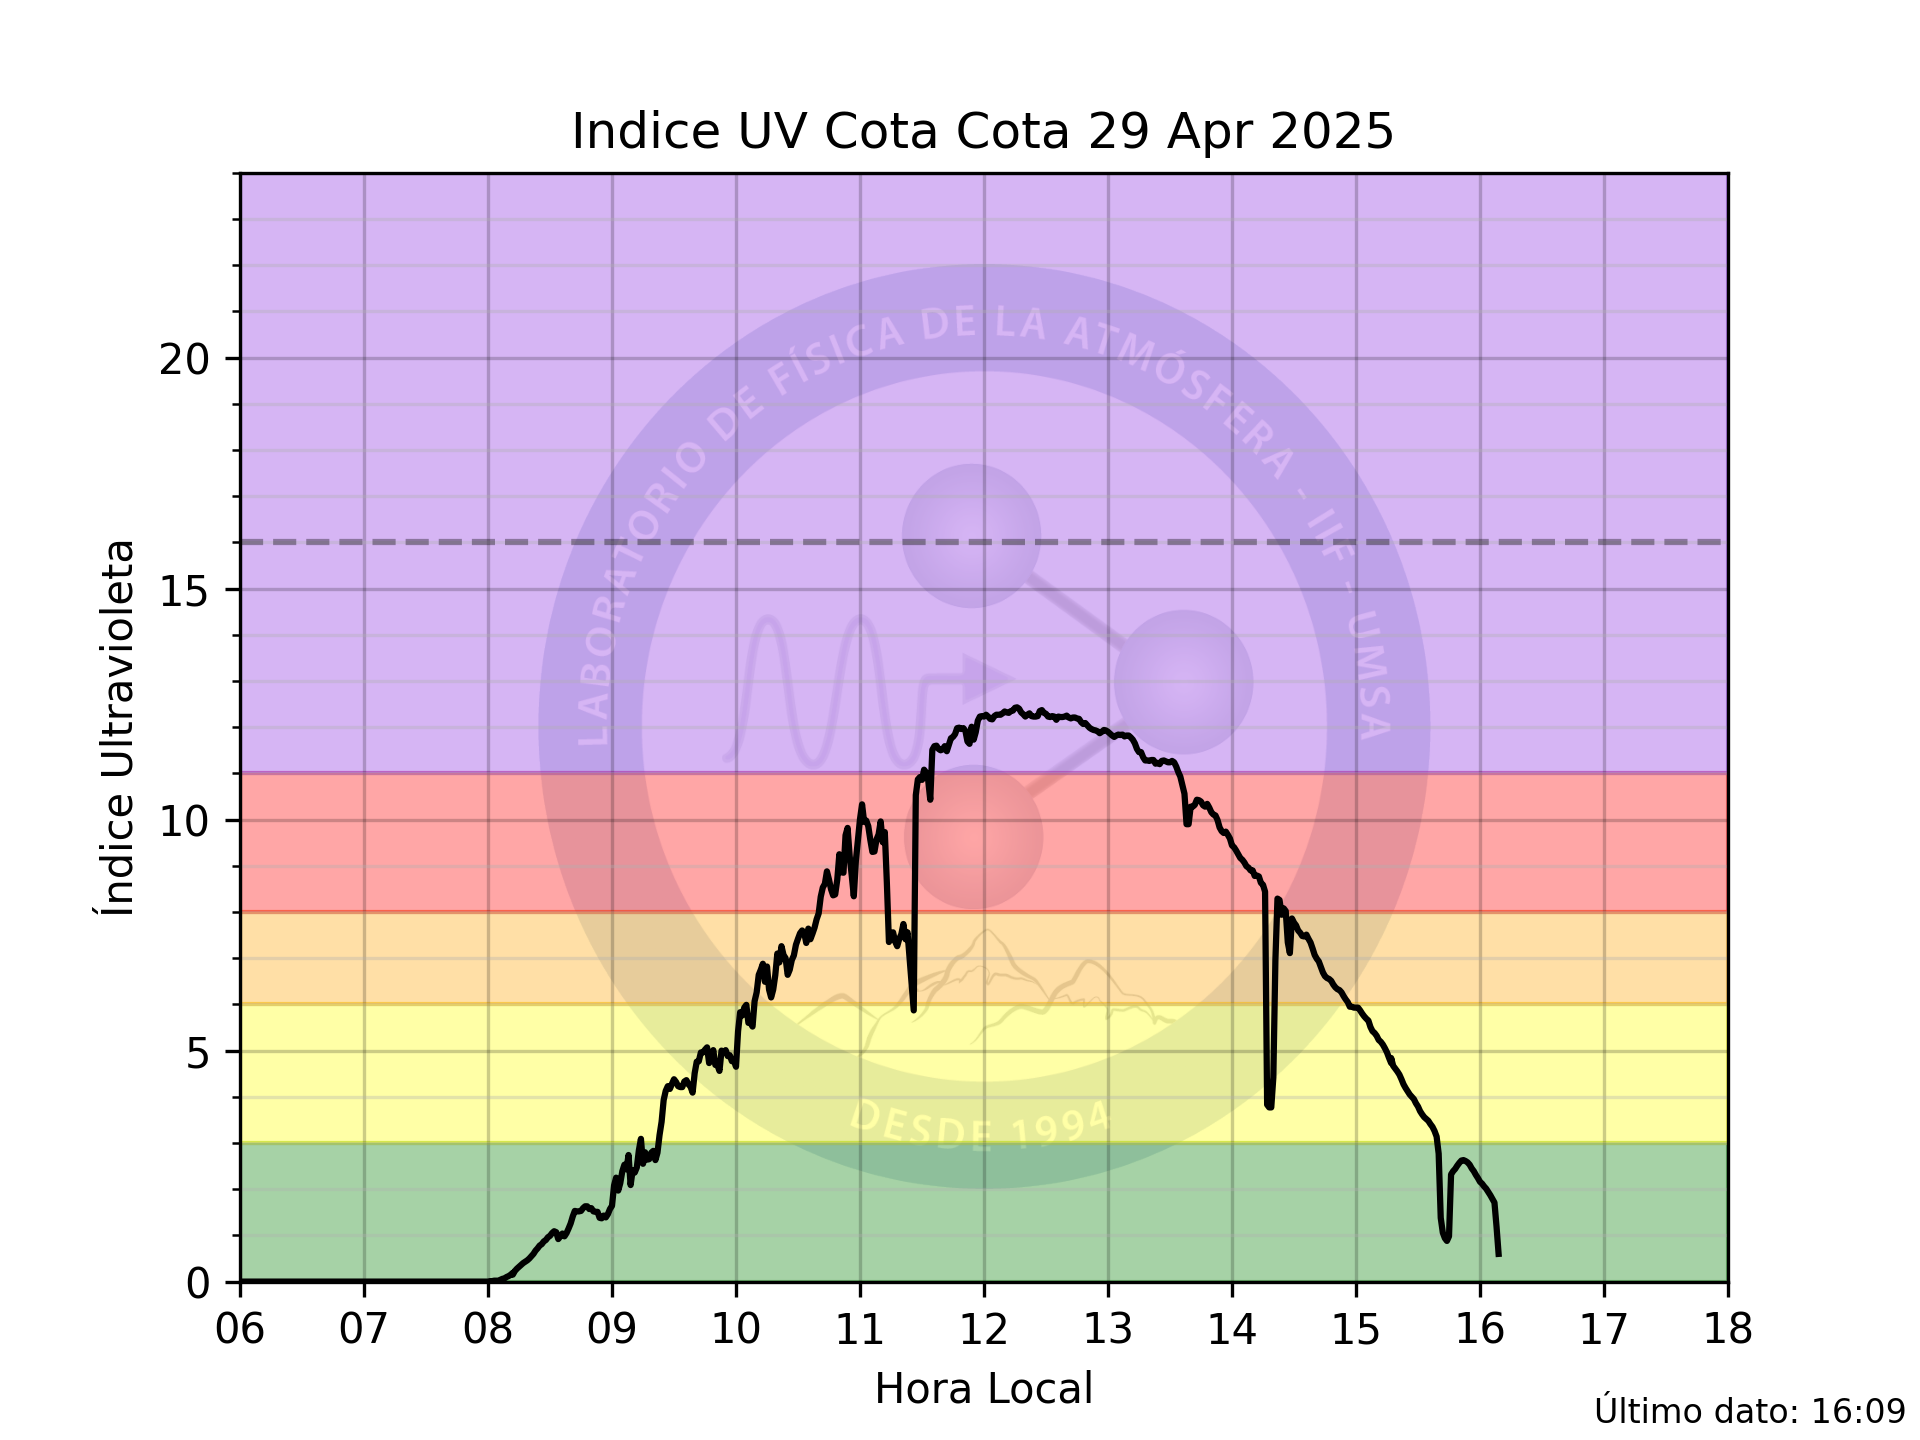 Indice UV Cota Cota 29 Apr 2025
LABORATORIO DE FÍSICA DE LA ATMÓSFERA - IIF - UMSA
DESDE 1994
Índice Ultravioleta
20
15
10
5
0
06 07 08 09 10 11 12 13 14 15 16 17 18
Hora Local
Último dato: 16:09